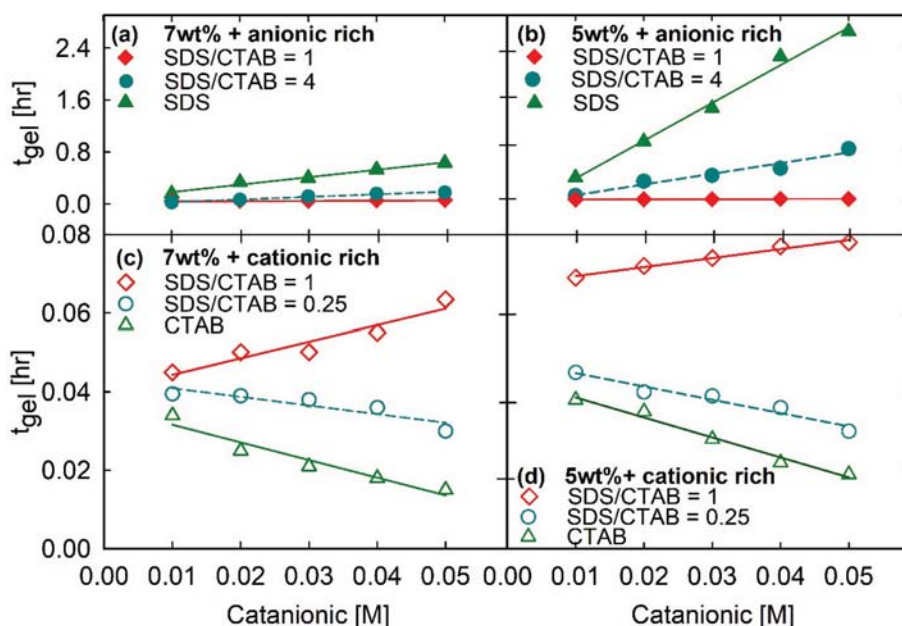 (a) 7wt% + anionic rich
SDS/CTAB = 1
SDS/CTAB = 4
SDS
(b) 5wt% + anionic rich
SDS/CTAB = 1
SDS/CTAB = 4
SDS
2.4
1.6
0.8
0.0
tgel [hr]
(c) 7wt% + cationic rich
SDS/CTAB = 1
SDS/CTAB = 0.25
CTAB
0.08
0.06
0.04
0.02
0.00
tgel [hr]
(d) 5wt%+ cationic rich
SDS/CTAB = 1
SDS/CTAB = 0.25
CTAB
0.00 0.01 0.02 0.03 0.04 0.05 0.00 0.01 0.02 0.03 0.04 0.05
Catanionic [M] Catanionic [M]